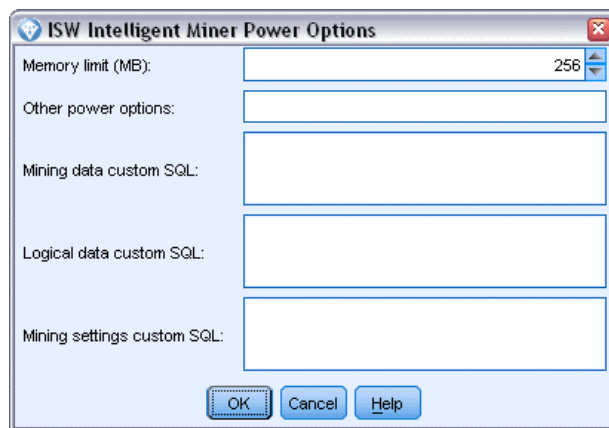 ISW Intelligent Miner Power Options
Memory limit (MB): 256
Other power options:
Mining data custom SQL:
Logical data custom SQL:
Mining settings custom SQL:
OK Cancel Help